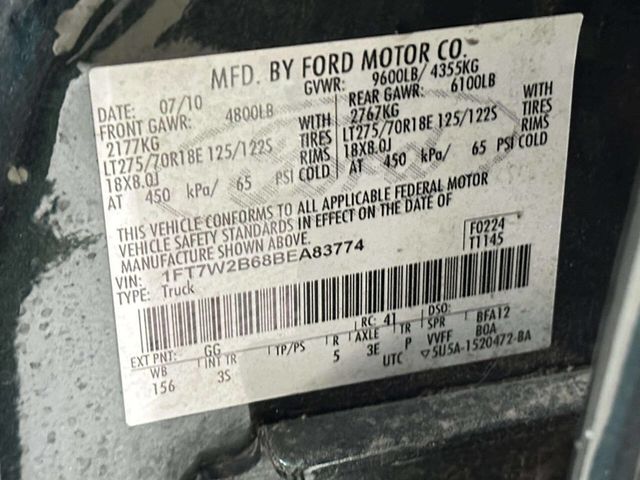 MFD. BY FORD MOTOR CO.
DATE: 07/10 GVWR: 9600LB/ 4355KG
FRONT GAWR: 4800LB REAR GAWR: 6100LB
2177KG WITH 2767KG WITH
LT275/70R18E 125/122S TIRES LT275/70R18E 125/122S TIRES
18X8.0J RIMS 18X8.0J RIMS
AT 450 kPa/ 65 PSI COLD AT 450 kPa/ 65 PSI COLD
THIS VEHICLE CONFORMS TO ALL APPLICABLE FEDERAL MOTOR
VEHICLE SAFETY STANDARDS IN EFFECT ON THE DATE OF
MANUFACTURE SHOWN ABOVE.
VIN: 1FT7W2B68BEA83774 F0224
TYPE: Truck T1145
EXT PNT: GG RC: 41 DSO:
WB INT TR TP/PS R AXLE TR SPR BFA12
156 3S 5 3E P VVFF BOA
UTC ▽5U5A-1520472-BA